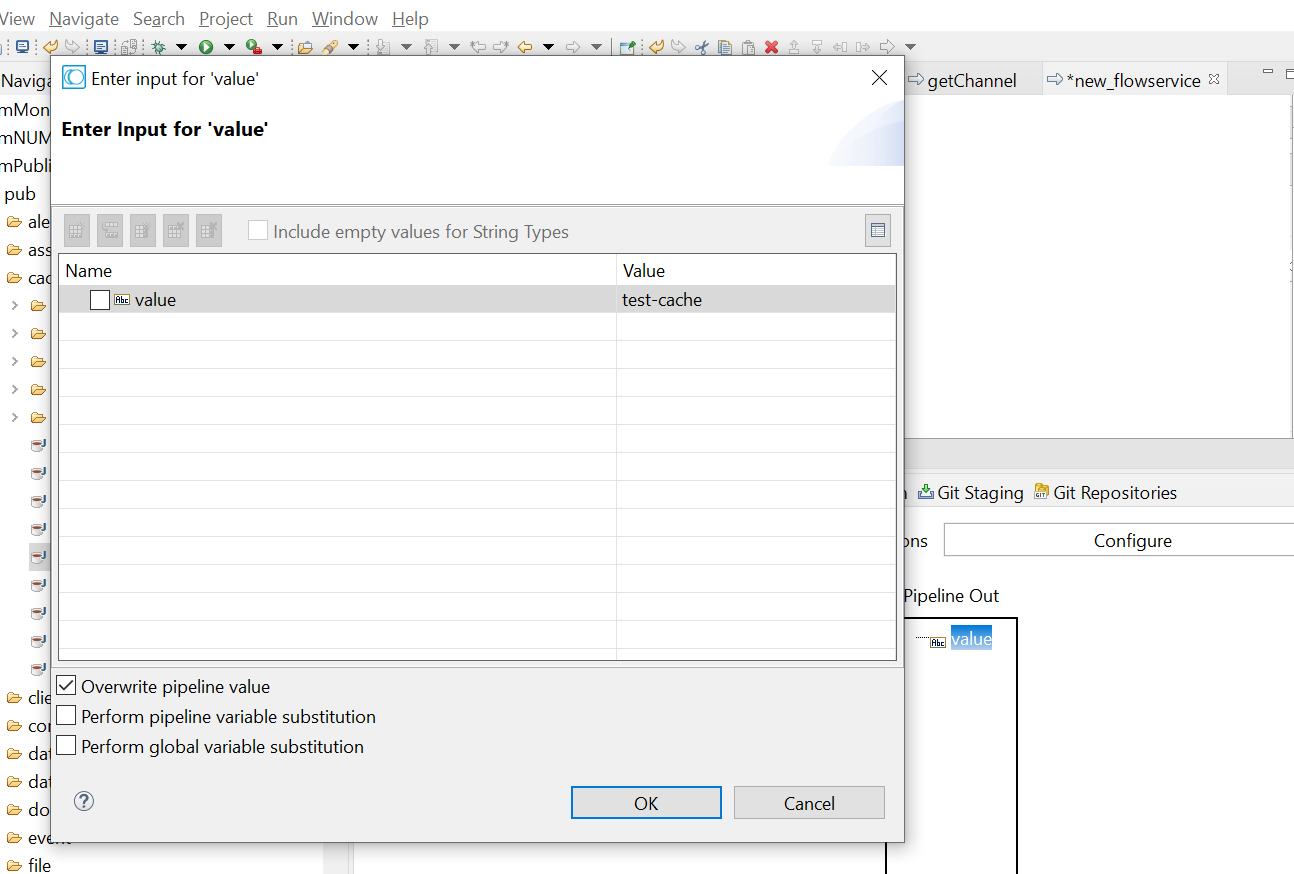 View Navigate Search Project Run Window Help
Enter input for 'value'
getChannel
*new_flowservice
Enter Input for 'value'
mMon
mNUM
mPubli
pub
ale
ass
cac
clie
con
dat
dat
do
event
file
Include empty values for String Types
Name Value
value test-cache
Overwrite pipeline value
Perform pipeline variable substitution
Perform global variable substitution
OK Cancel
Git Staging Git Repositories
Configure
Pipeline Out
value